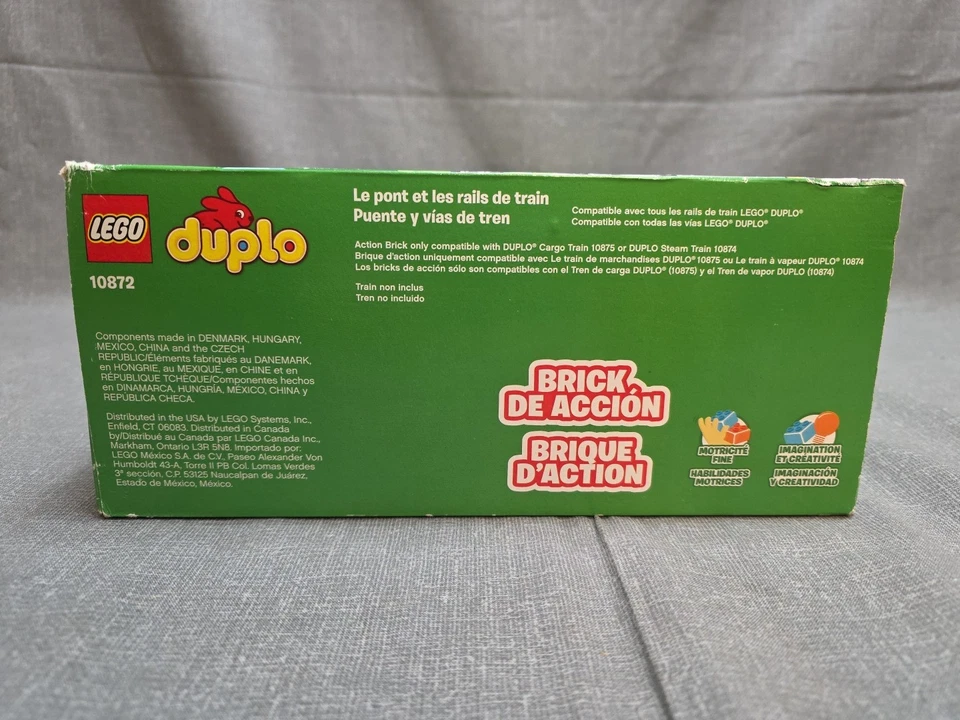 LEGO
duplo
10872
Le pont et les rails de train
Puente y vías de tren
Compatible avec tous les rails de train LEGO® DUPLO®
Compatible con todas las vías LEGO® DUPLO®
Action Brick only compatible with DUPLO® Cargo Train 10875 or DUPLO Steam Train 10874
Brique d'action uniquement compatible avec Le train de marchandises DUPLO® 10875 ou Le train à vapeur DUPLO® 10874
Los bricks de acción sólo son compatibles con el Tren de carga DUPLO® (10875) y el Tren de vapor DUPLO (10874)
Train non inclus
Tren no incluido
Components made in DENMARK, HUNGARY,
MEXICO, CHINA and the CZECH
REPUBLIC/Éléments fabriqués au DANEMARK,
en HONGRIE, au MEXIQUE, en CHINE et en
RÉPUBLIQUE TCHÈQUE/Componentes hechos
en DINAMARCA, HUNGRÍA, MÉXICO, CHINA y
REPÚBLICA CHECA.
Distributed in the USA by LEGO Systems, Inc.,
Enfield, CT 06083. Distributed in Canada
by/Distribué au Canada par LEGO Canada Inc.,
Markham, Ontario L3R 5N8. Importado por:
LEGO México S.A. de C.V., Paseo Alexander Von
Humboldt 43-A, Torre II PB Col. Lomas Verdes
3ª sección, C.P. 53125 Naucalpan de Juárez,
Estado de México, México.
BRICK
DE ACCIÓN
BRIQUE
D'ACTION
MOTRICITÉ
FINE
HABILIDADES
MOTRICES
IMAGINATION
ET CRÉATIVITÉ
IMAGINACIÓN
Y CREATIVIDAD